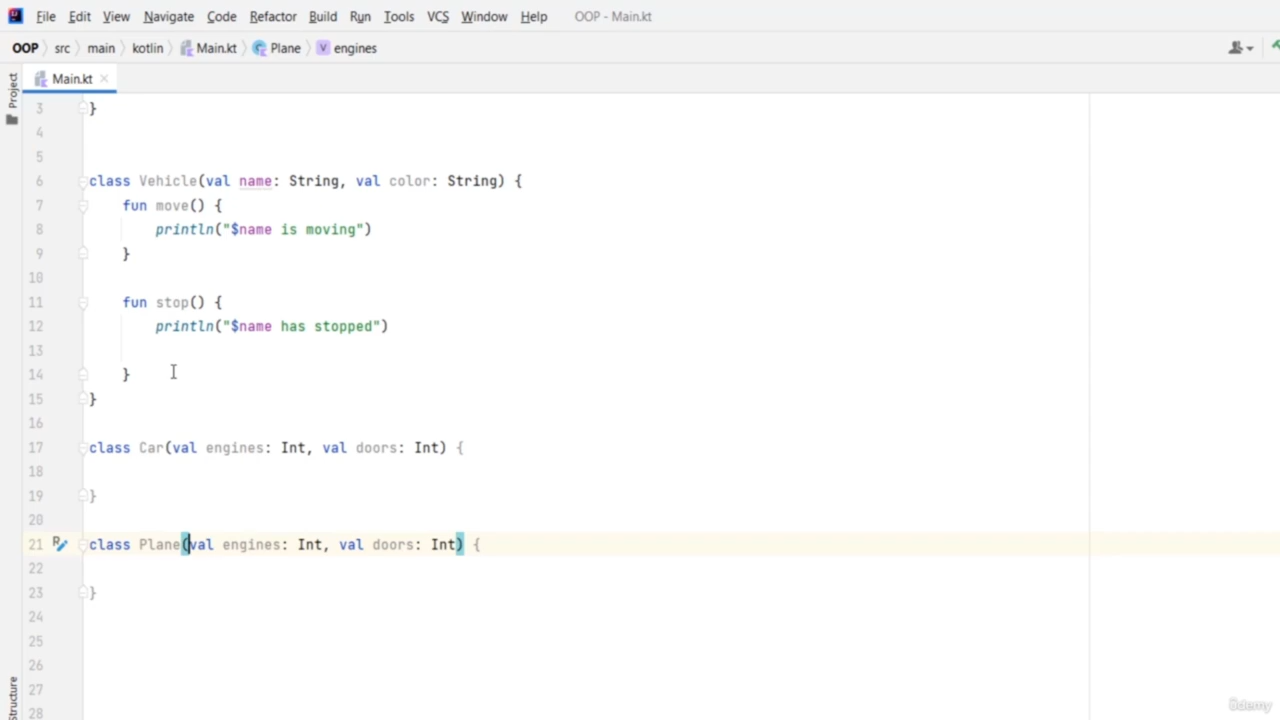 File Edit View Navigate Code Refactor Build Run Tools VCS Window Help OOP - Main.kt
OOP src main kotlin Main.kt Plane V engines
Project
Main.kt
3 }
4
5
6 class Vehicle(val name: String, val color: String) {
7 fun move() {
8 println("$name is moving")
9 }
10
11 fun stop() {
12 println("$name has stopped")
13
14 }
15 }
16
17 class Car(val engines: Int, val doors: Int) {
18
19 }
20
21 class Plane(val engines: Int, val doors: Int) {
22
23 }
24
25
26
27
28
Structure
ûdemy